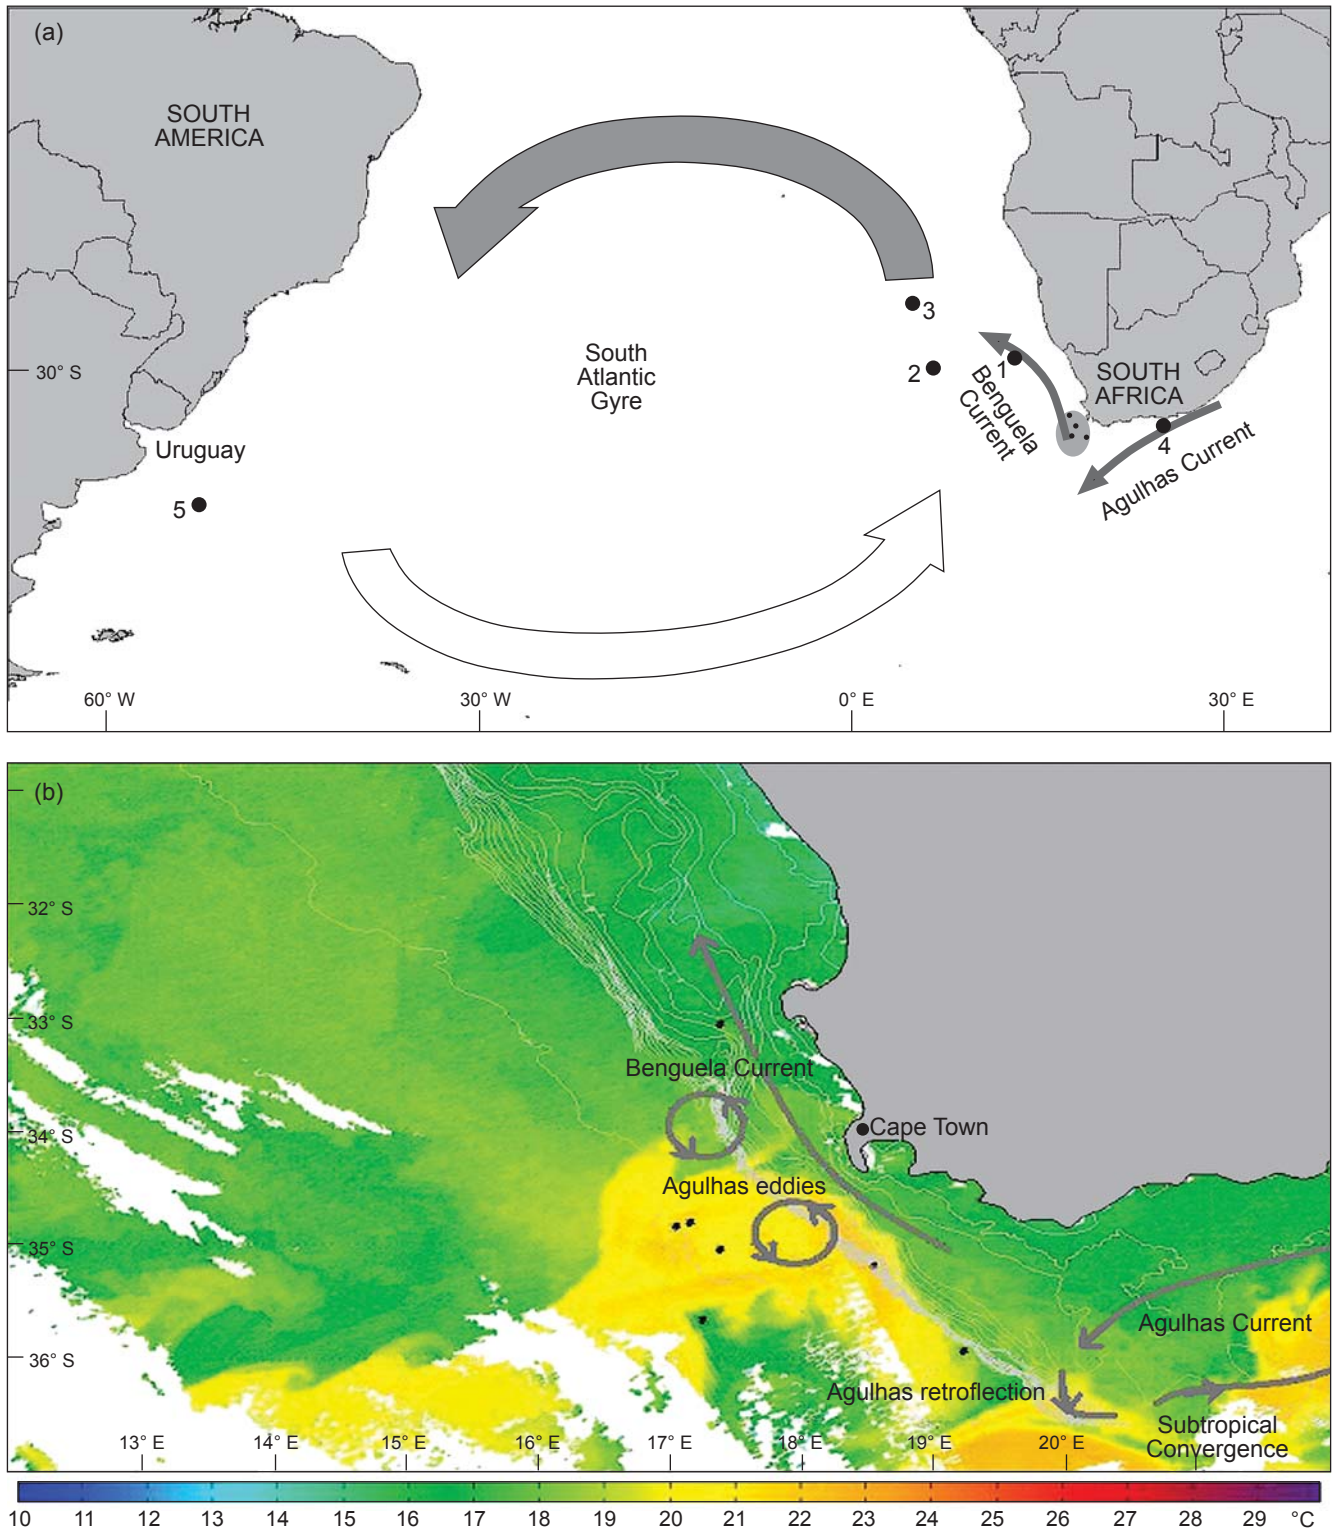 (a)
SOUTH
AMERICA
3
South
Atlantic
Gyre
30° S
2
1
SOUTH
AFRICA
Benguela
Current
4
Agulhas Current
Uruguay
5
60° W
30° W
0° E
30° E
(b)
32° S
33° S
Benguela Current
34° S
Cape Town
Agulhas eddies
35° S
Agulhas Current
36° S
Agulhas retroflection
Subtropical
Convergence
13° E
14° E
15° E
16° E
17° E
18° E
19° E
20° E
10 11 12 13 14 15 16 17 18 19 20 21 22 23 24 25 26 27 28 29 °C